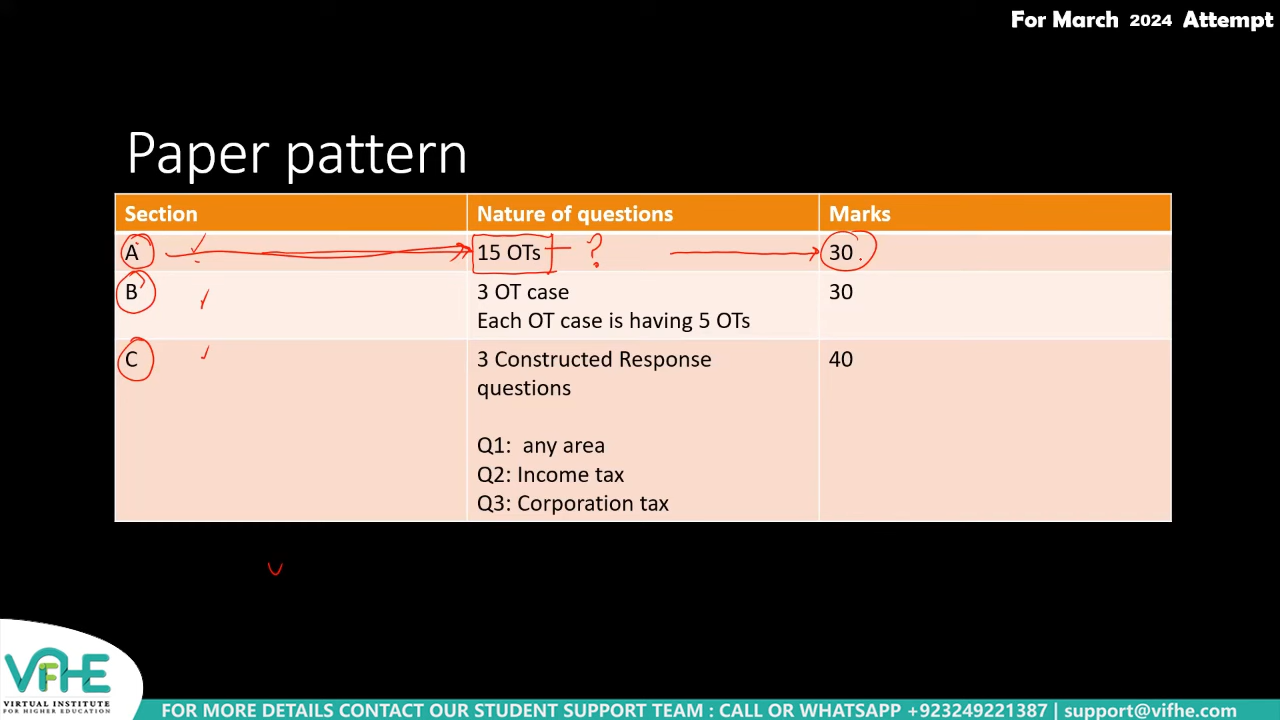 For March 2024 Attempt
Paper pattern
Section Nature of questions Marks
A 15 OTs ? 30
B 3 OT case 30
Each OT case is having 5 OTs
C 3 Constructed Response 40
questions
Q1: any area
Q2: Income tax
Q3: Corporation tax
VIFHE
VIRTUAL INSTITUTE
FOR HIGHER EDUCATION
FOR MORE DETAILS CONTACT OUR STUDENT SUPPORT TEAM : CALL OR WHATSAPP +923249221387 | support@vifhe.com